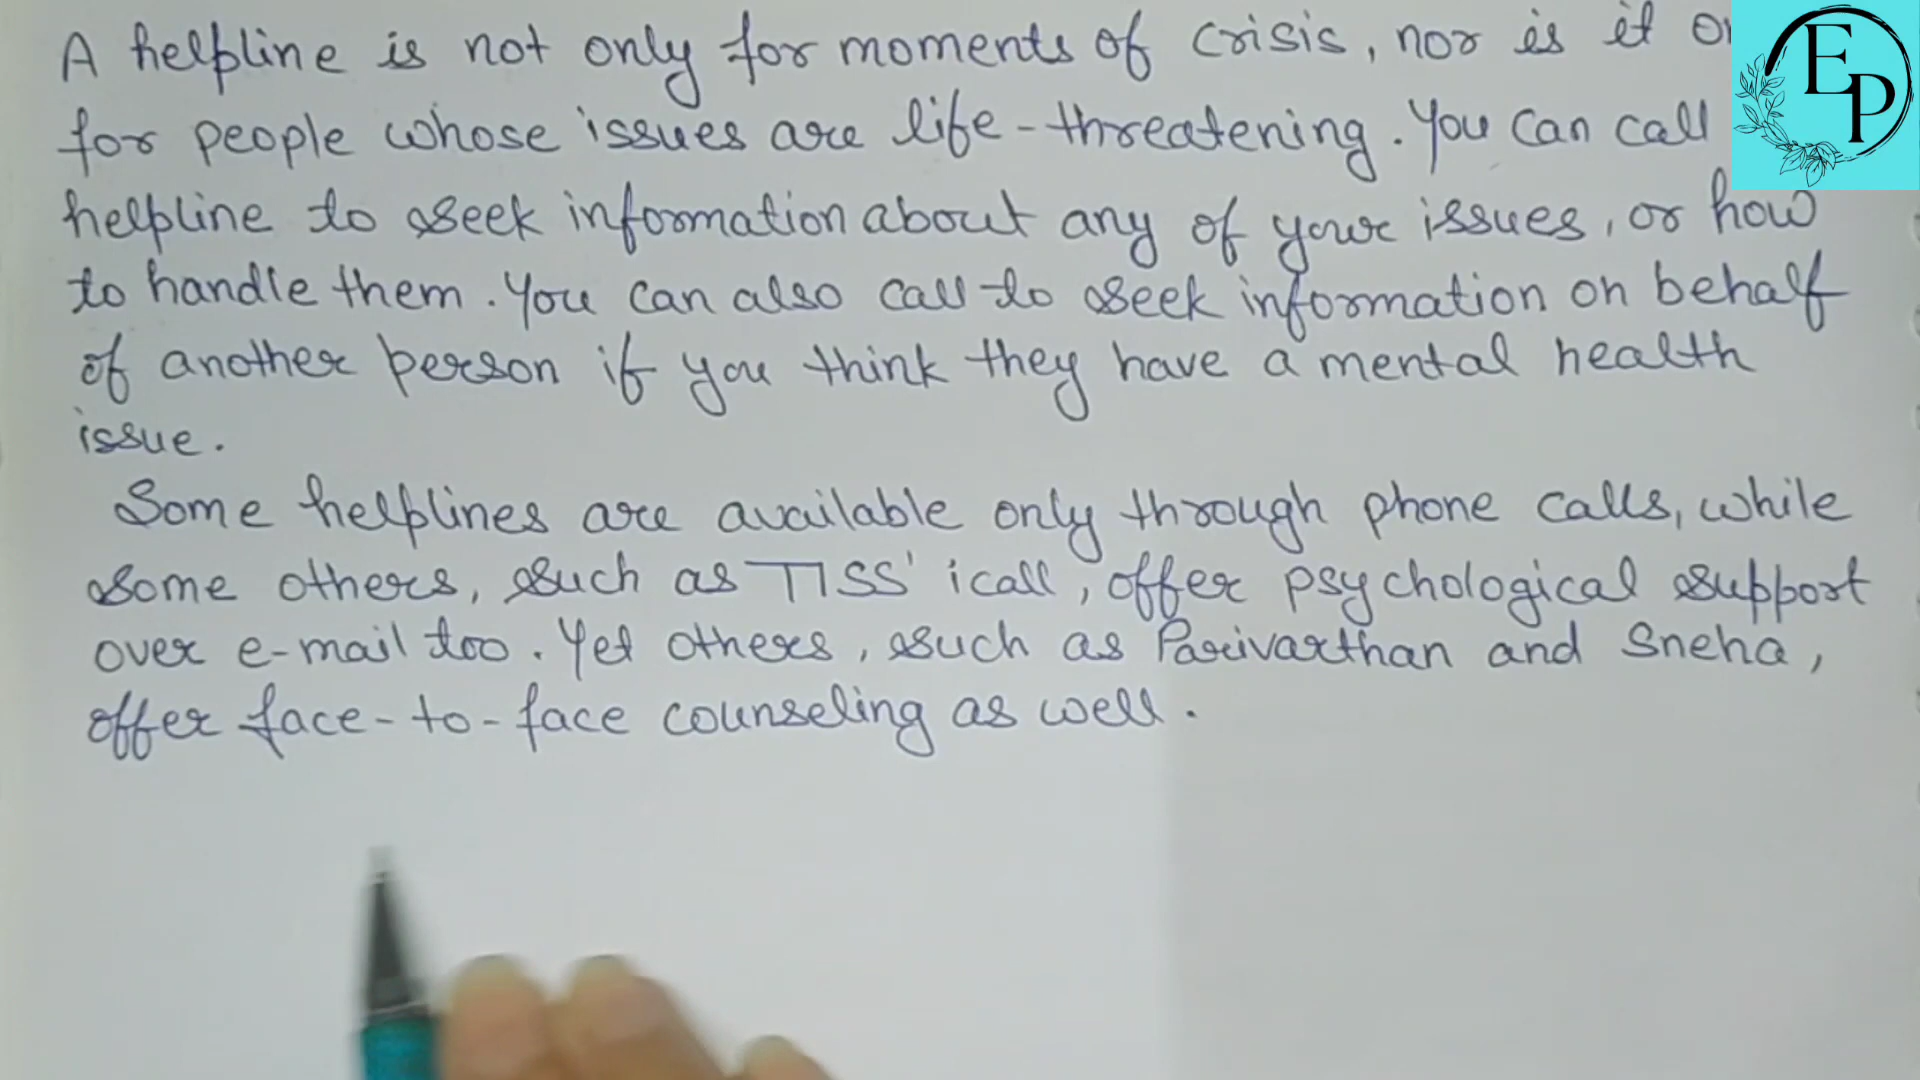 A helpline is not only for moments of crisis, nor is it
for people whose issues are life-threatening. You can call
helpline to seek information about any of your issues, or how
to handle them. You can also call to seek information on behalf
of another person if you think they have a mental health
issue.
Some helplines are available only through phone calls, while
some others, such as TISS' icall, offer psychological support
over e-mail too. Yet others, such as Parivarthan and Sneha,
offer face-to-face counseling as well.
EP